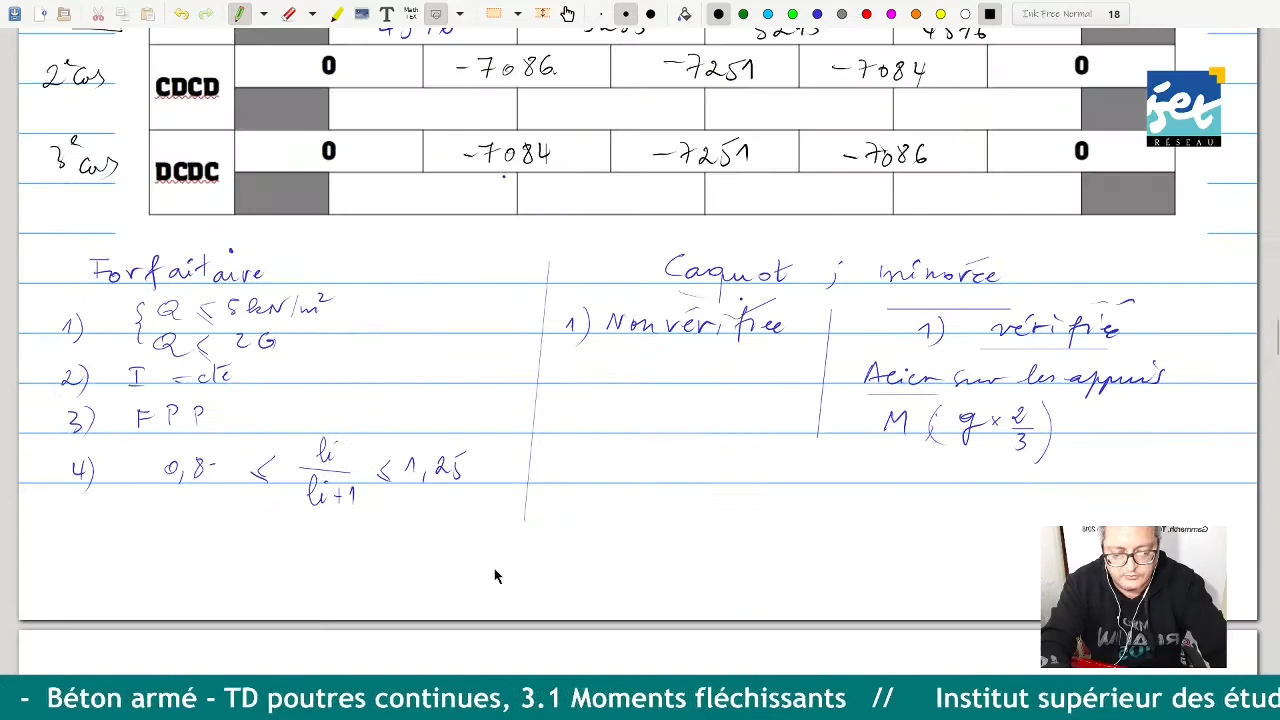 Ink Free Normal 18
2e cas CDCD 0 -7086 -7251 -7084 0
3e cas DCDC 0 -7084 -7251 -7086 0
iset
RÉSEAU
Forfaitaire
Caquot ; minorée
1) { Q ≤ 5 kN/m²
Q ≤ 2G
1) Non vérifiée
1) vérifiée
2) I = cte
Acier sur les appuis
3) F P P
M (g × 2/3)
4) 0,8 ≤ li/li+1 ≤ 1,25
- Béton armé - TD poutres continues, 3.1 Moments fléchissants // Institut supérieur des étud